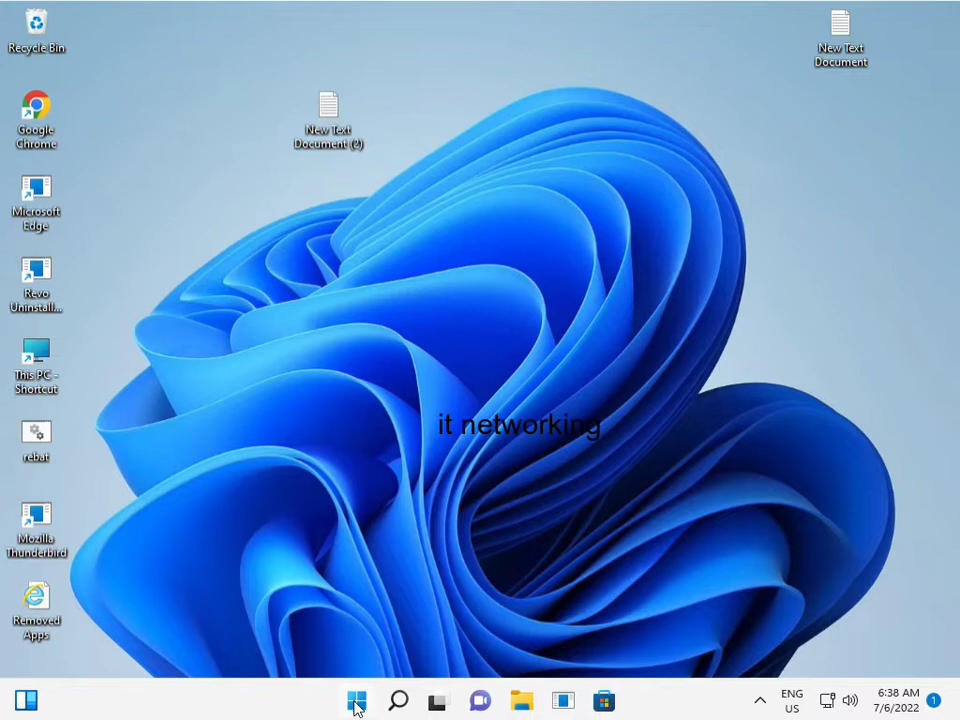 Recycle Bin
New Text
Document
Google
Chrome
New Text
Document (2)
Microsoft
Edge
Revo
Uninstall...
This PC -
Shortcut
it networking
rebat
Mozilla
Thunderbird
Removed
Apps
ENG
US
6:38 AM
7/6/2022
1